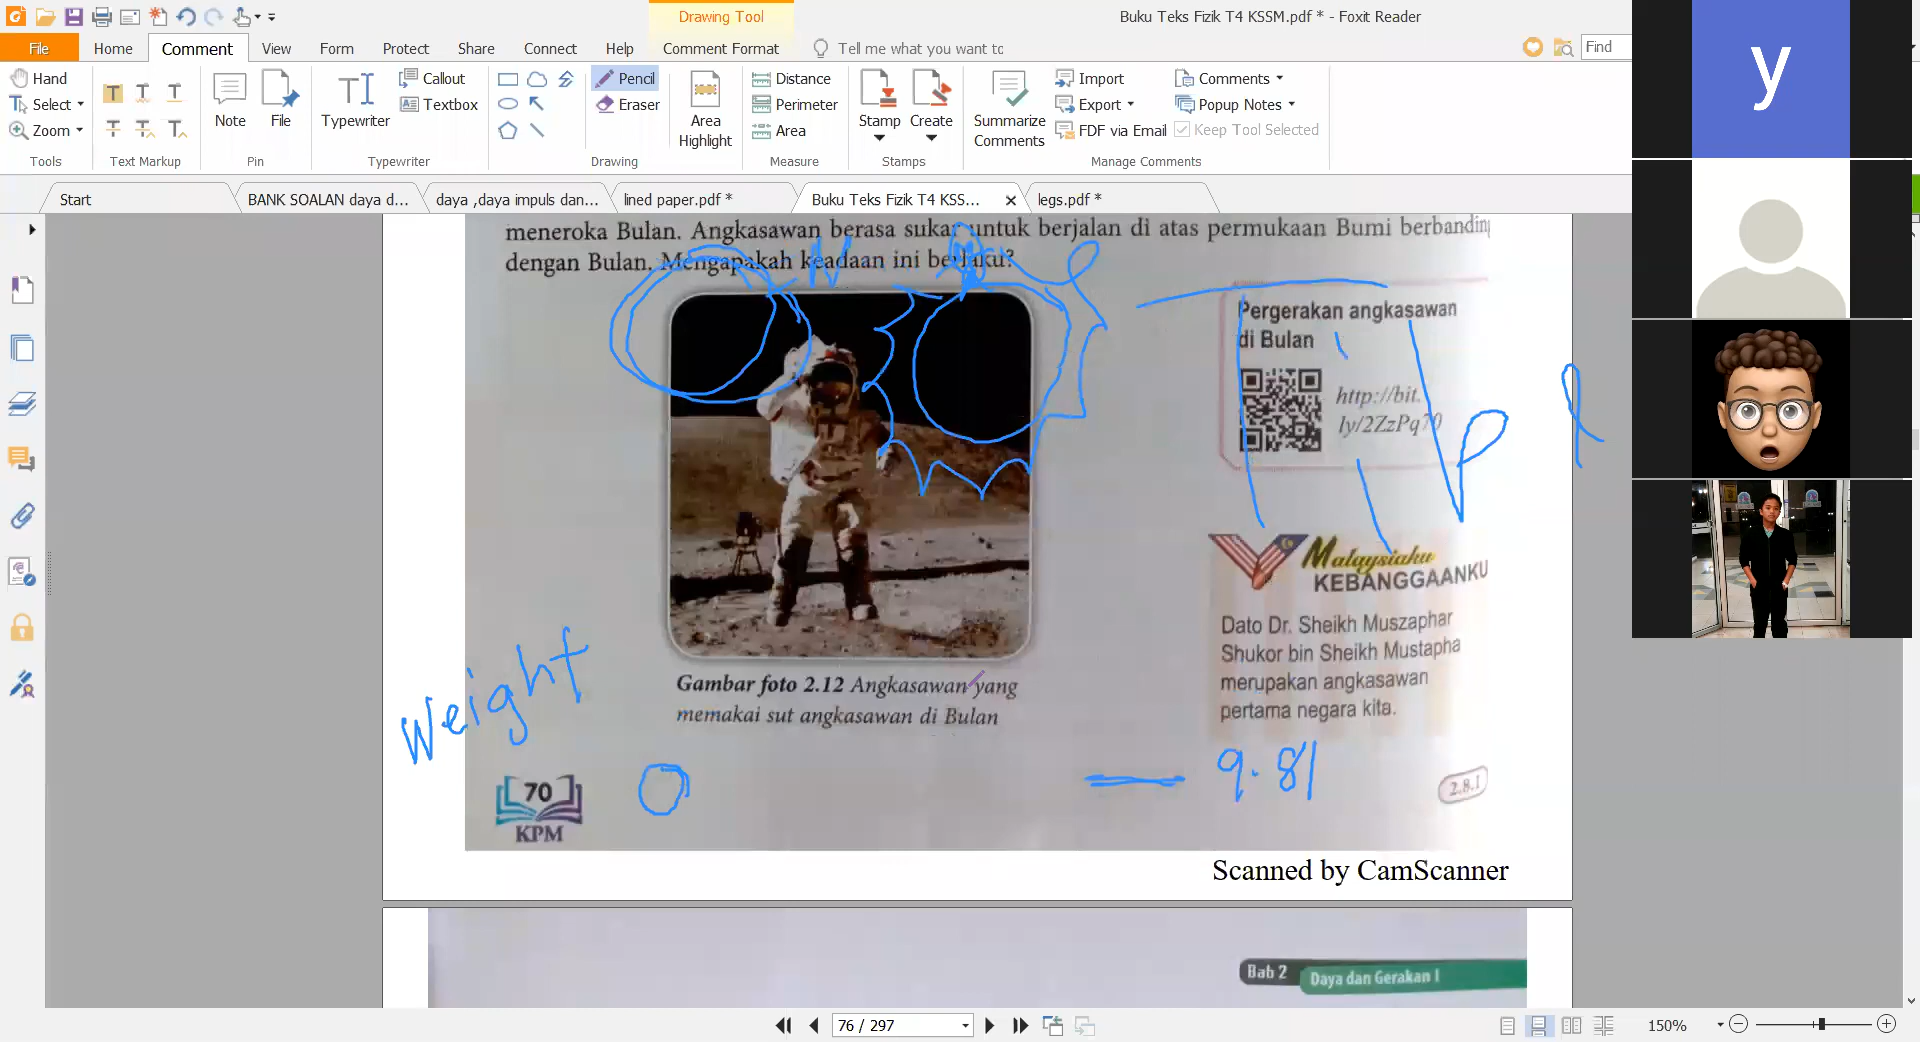 Drawing Tool
Buku Teks Fizik T4 KSSM.pdf * - Foxit Reader
File Home Comment View Form Protect Share Connect Help Comment Format Tell me what you want to Find
Hand
Select
Zoom
Tools
Text Markup
Note
File
Pin
Typewriter
Typewriter
Callout
Textbox
Pencil
Eraser
Drawing
Area
Highlight
Distance
Perimeter
Area
Measure
Stamp
Create
Stamps
Summarize
Comments
Import
Export
FDF via Email
Comments
Popup Notes
Keep Tool Selected
Manage Comments
Start
BANK SOALAN daya d...
daya ,daya impuls dan...
lined paper.pdf *
Buku Teks Fizik T4 KSS...
legs.pdf *
meneroka Bulan. Angkasawan berasa sukar untuk berjalan di atas permukaan Bumi berbanding
dengan Bulan. Mengapakah keadaan ini berlaku?
N
Pergerakan angkasawan
di Bulan
http://bit.
ly/2ZzPq70
P
Malaysiaku
KEBANGGAANKU
Dato Dr. Sheikh Muszaphar
Shukor bin Sheikh Mustapha
merupakan angkasawan
pertama negara kita.
Gambar foto 2.12 Angkasawan yang
memakai sut angkasawan di Bulan
Weight
9.81
70
KPM
2.8.1
Scanned by CamScanner
Bab 2
Daya dan Gerakan I
76 / 297
150%
y